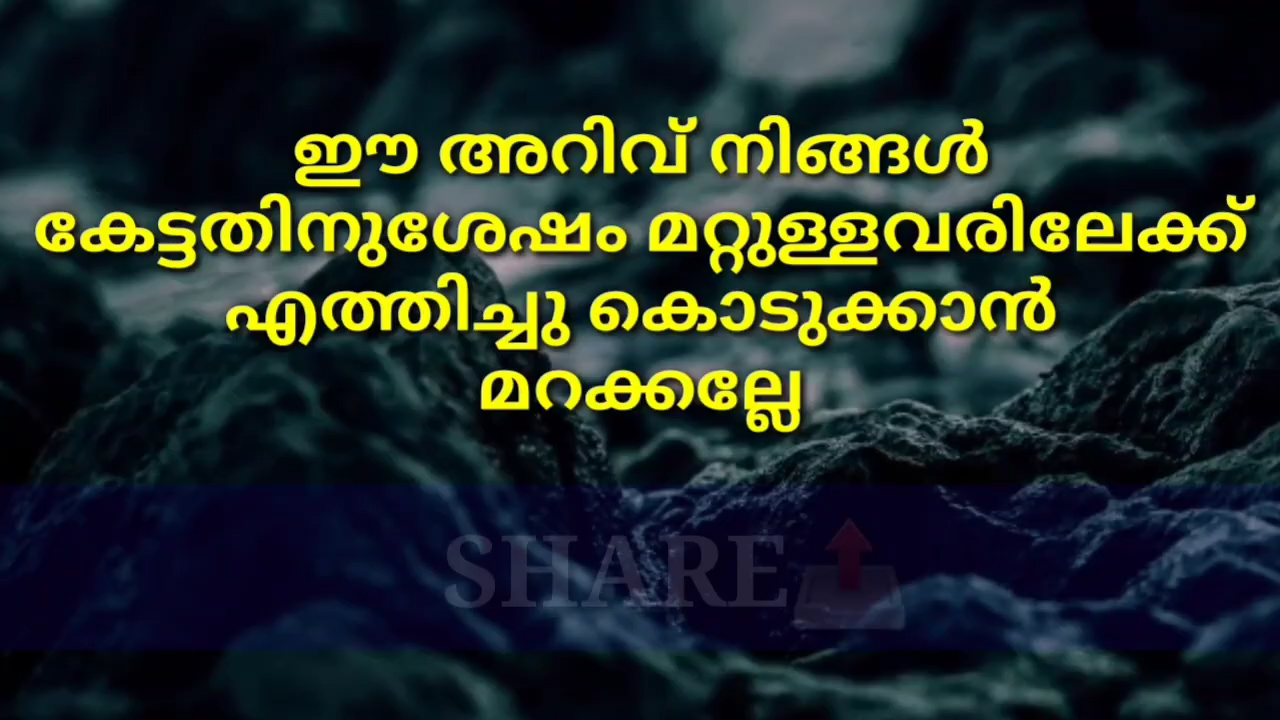 ഈ അറിവ് നിങ്ങൾ
കേട്ടതിനുശേഷം മറ്റുള്ളവരിലേക്ക്
എത്തിച്ചു കൊടുക്കാൻ
മറക്കല്ലേ
SHARE